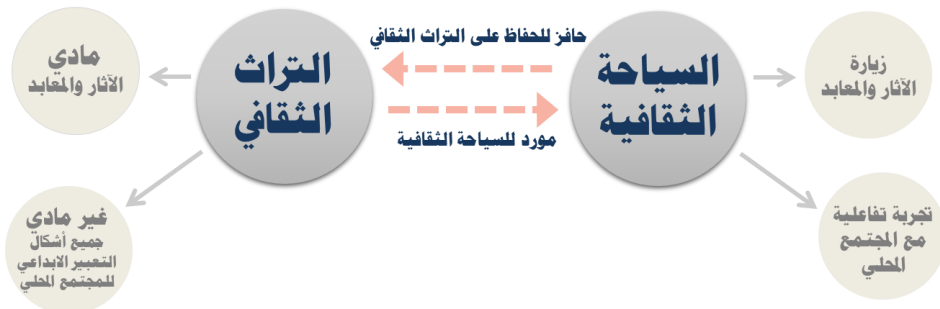 زيارة
الآثار والمعابد
السياحة
الثقافية
تجربة تفاعلية
مع المجتمع
المحلي
حافز للحفاظ على التراث الثقافي
مورد للسياحة الثقافية
التراث
الثقافي
مادي
الآثار والمعابد
غير مادي
جميع أشكال
التعبير الابداعي
للمجتمع المحلي